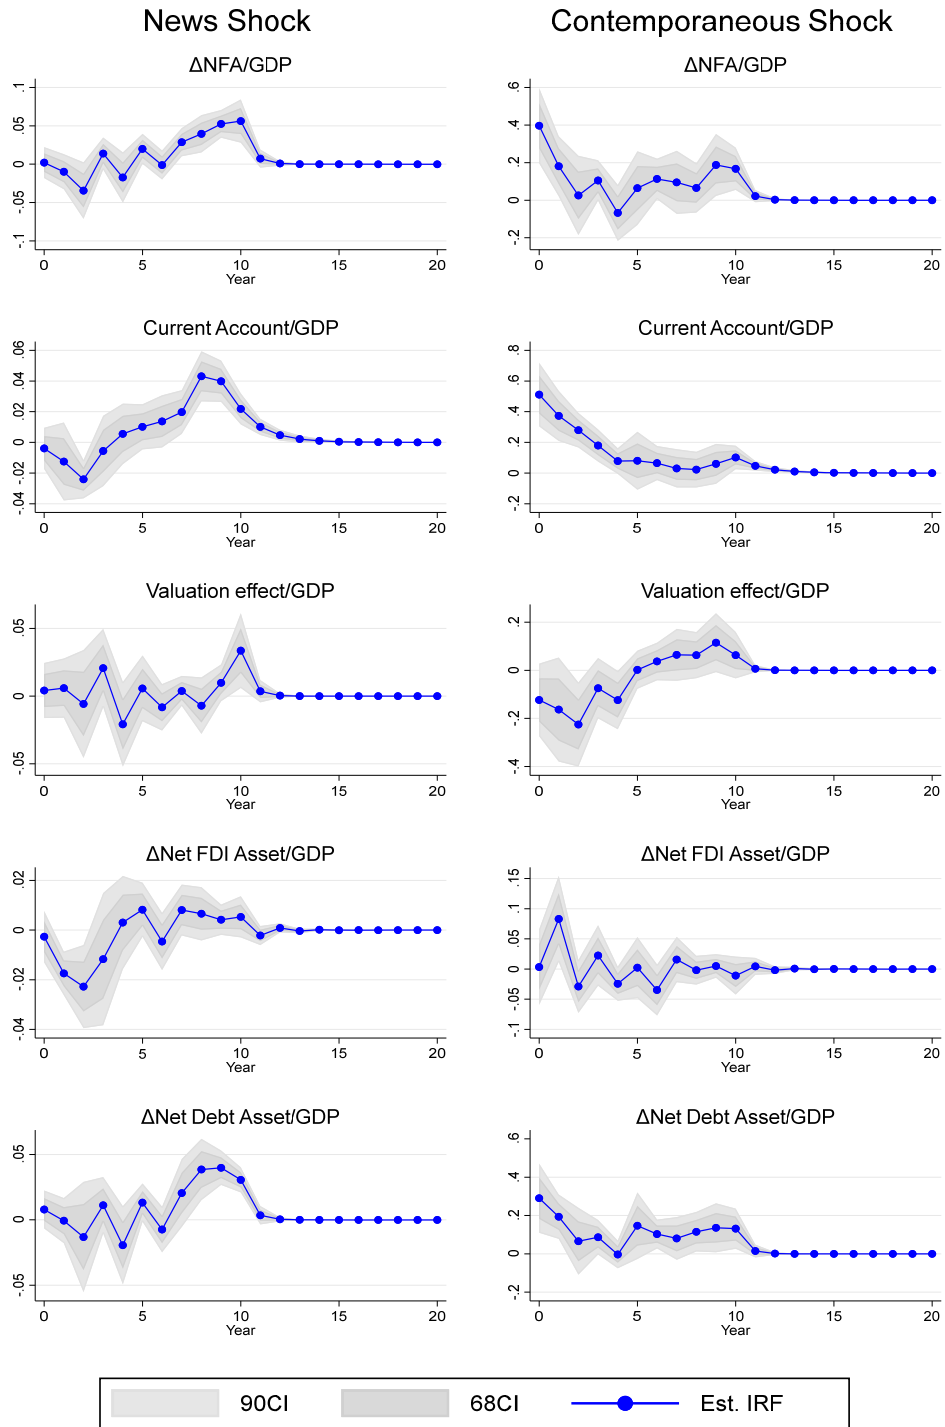 News Shock
Contemporaneous Shock
ΔNFA/GDP
.1
.05
0
-.05
-.1
0 5 10 15 20
Year
ΔNFA/GDP
.6
.4
.2
0
-.2
0 5 10 15 20
Year
Current Account/GDP
.06
.04
.02
0
-.02
-.04
0 5 10 15 20
Year
Current Account/GDP
.8
.6
.4
.2
0
-.2
0 5 10 15 20
Year
Valuation effect/GDP
.05
0
-.05
0 5 10 15 20
Year
Valuation effect/GDP
.2
0
-.2
-.4
0 5 10 15 20
Year
ΔNet FDI Asset/GDP
.02
0
-.02
-.04
0 5 10 15 20
Year
ΔNet FDI Asset/GDP
.15
.1
.05
0
-.05
-.1
0 5 10 15 20
Year
ΔNet Debt Asset/GDP
.05
0
-.05
0 5 10 15 20
Year
ΔNet Debt Asset/GDP
.6
.4
.2
0
-.2
0 5 10 15 20
Year
90CI 68CI Est. IRF